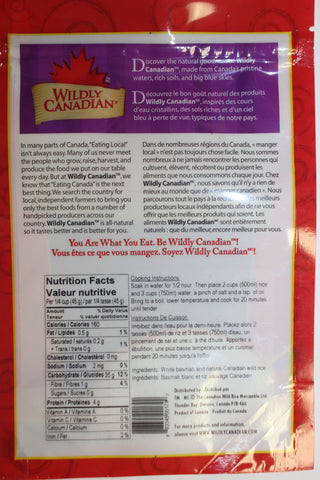 WILDLY
CANADIAN™
Discover the natural goodness of Wildly
Canadian™, made from Canada's pristine
waters, rich soils, and big blue skies.
Découvrez le bon goût naturel des produits
Wildly Canadian™, inspirés des cours
d'eau cristallins, des sols riches et d'un ciel
bleu à perte de vue, typiques de notre pays.
In many parts of Canada, "Eating Local"
isn't always easy. Many of us never meet
the people who grow, raise, harvest, and
produce the food we put on our table
every day. But at Wildly Canadian™, we
know that "Eating Canada" is the next
best thing. We search the country for
local, independent farmers to bring you
only the best foods from a number of
handpicked producers across our
country. Wildly Canadian™ is all-natural
so it tastes better and is better for you.
Dans de nombreuses régions du Canada, « manger
local » n'est pas toujours chose facile. Nous sommes
nombreux à ne jamais rencontrer les personnes qui
cultivent, élèvent, récoltent ou produisent les
aliments que nous consommons chaque jour. Chez
Wildly Canadian™, nous savons qu'il n'y a rien de
mieux au monde que de « manger canadien ». Nous
parcourons tout le pays à la recherche des meilleurs
producteurs locaux indépendants afin de ne vous
offrir que les meilleurs produits qui soient. Les
aliments Wildly Canadian™ sont entièrement
naturels : que du meilleur, encore meilleur pour vous.
You Are What You Eat. Be Wildly Canadian™!
Vous êtes ce que vous mangez. Soyez Wildly Canadian™!
Nutrition Facts
Valeur nutritive
Per 1/4 cup (45 g) / par 1/4 tasse (45 g)
Amount % Daily Value
Teneur % valeur quotidienne
Calories / Calories 160
Fat / Lipides 0.5 g 1 %
Saturated / saturés 0.2 g
+ Trans / trans 0 g 1 %
Cholesterol / Cholestérol 0 mg
Sodium / Sodium 2 mg 0 %
Carbohydrate / Glucides 35 g 12 %
Fibre / Fibres 1 g 4 %
Sugars / Sucres 0 g
Protein / Protéines 4 g
Vitamin A / Vitamine A 0 %
Vitamin C / Vitamine C 0 %
Calcium / Calcium 0 %
Iron / Fer 2 %
Cooking Instructions
Soak in water for 1/2 hour. Then place 2 cups (500ml) rice
and 3 cups (750ml) water, a pinch of salt and a tsp. of oil.
Bring to a boil, lower temperature and cook for 20 minutes
until tender
Instructions De Cuisson
Imbibez dans l'eau pour la demi-heure. Placez alors 2
tasses (500ml) de riz et 3 tasses (750ml) d'eau, un
pincement de sel et une c. à thé d'huile. Apportez à
ébullition, une plus basse température et un cuisinier
pendant 20 minutes jusqu'à
Ingredients: White basmati and natural Canadian wild rice
Ingrédients: Basmati blanc et riz sauvage Canadien
Distributed by Distribué par
TM MC © The Canadian Wild Rice Mercantile Ltd.
Thunder Bay, Ontario, Canada P7B 4A6
Product of Canada Produit du Canada
For more products and information, visit us
online at WWW.WILDLYCANADIAN.COM